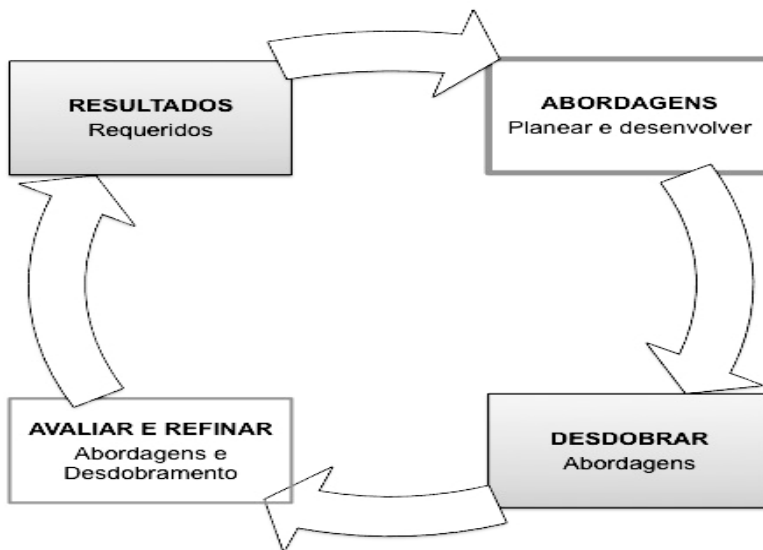 RESULTADOS
Requeridos
ABORDAGENS
Planear e desenvolver
DESDOBRAR
Abordagens
AVALIAR E REFINAR
Abordagens e
Desdobramento